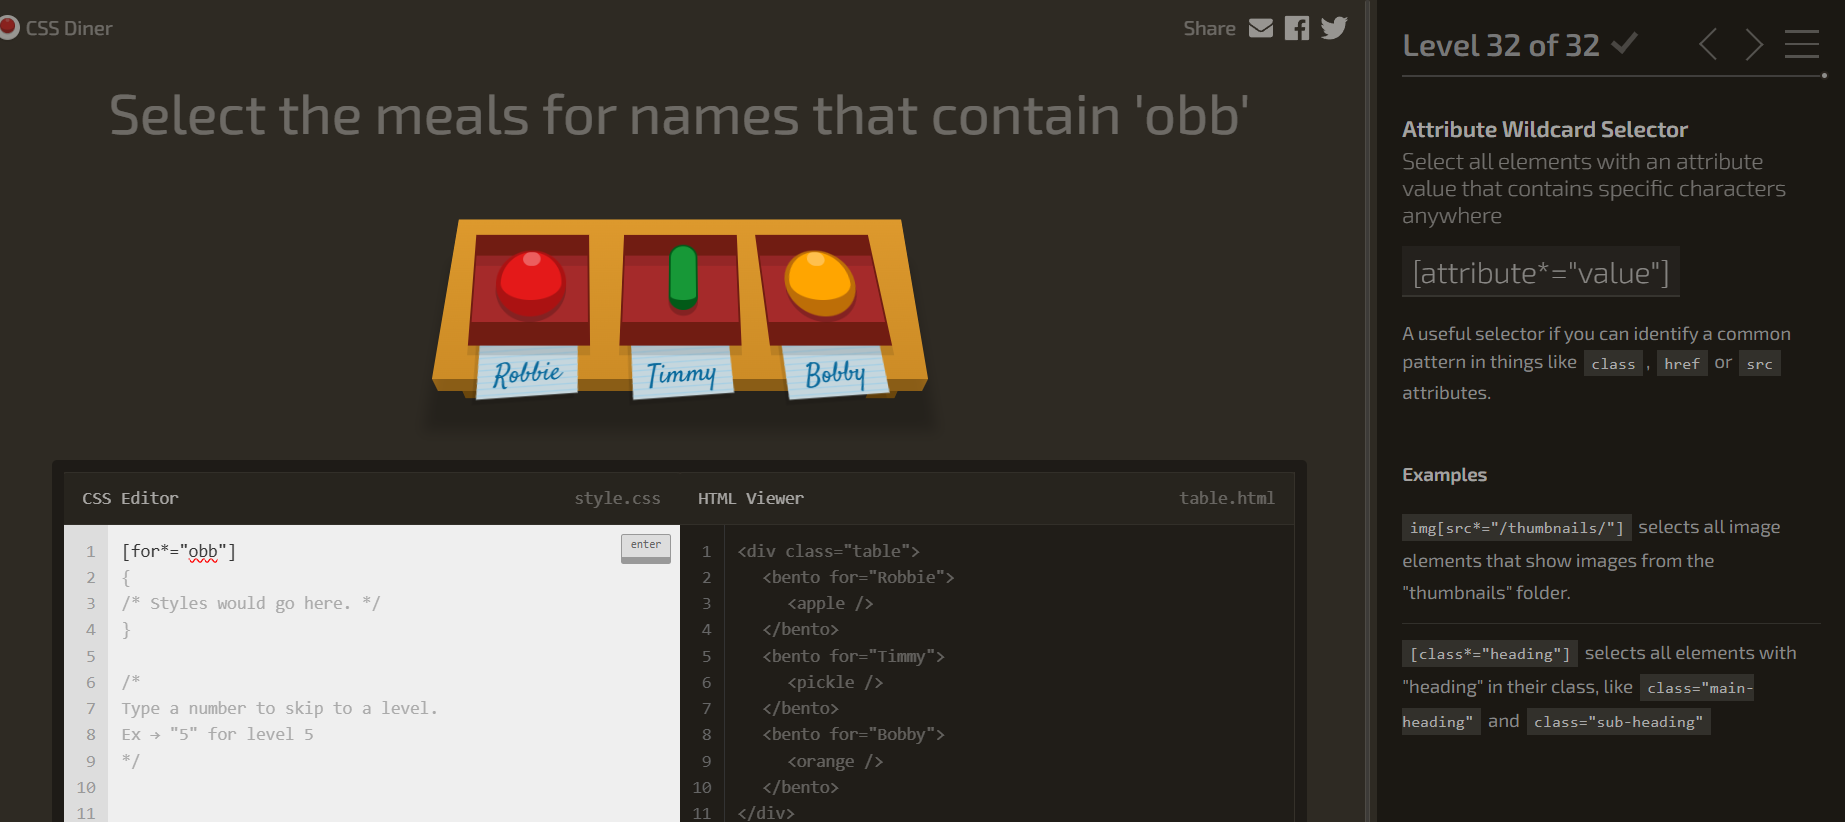 CSS Diner
Share
Select the meals for names that contain 'obb'
Robbie
Timmy
Bobby
CSS Editor
style.css
1
[for*="obb"]
enter
2
{
3
/* Styles would go here. */
4
}
5
6
/*
7
Type a number to skip to a level.
8
Ex → "5" for level 5
9
*/
10
11
HTML Viewer
table.html
1
<div class="table">
2
<bento for="Robbie">
3
<apple />
4
</bento>
5
<bento for="Timmy">
6
<pickle />
7
</bento>
8
<bento for="Bobby">
9
<orange />
10
</bento>
11
</div>
Level 32 of 32
Attribute Wildcard Selector
Select all elements with an attribute
value that contains specific characters
anywhere
[attribute*="value"]
A useful selector if you can identify a common
pattern in things like class , href or src
attributes.
Examples
img[src*="/thumbnails/"] selects all image
elements that show images from the
"thumbnails" folder.
[class*="heading"] selects all elements with
"heading" in their class, like class="main-
heading" and class="sub-heading"